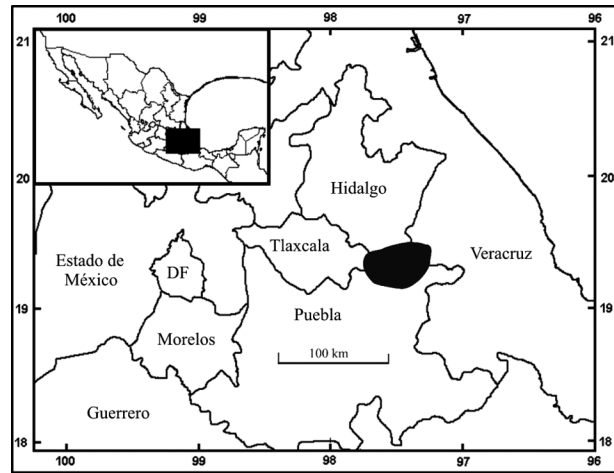 100 99 98 97 96
21 21
20 20
Hidalgo
Tlaxcala
Veracruz
Estado de
México
DF
19 19
Puebla
Morelos
100 km
Guerrero
18 18
100 99 98 97 96